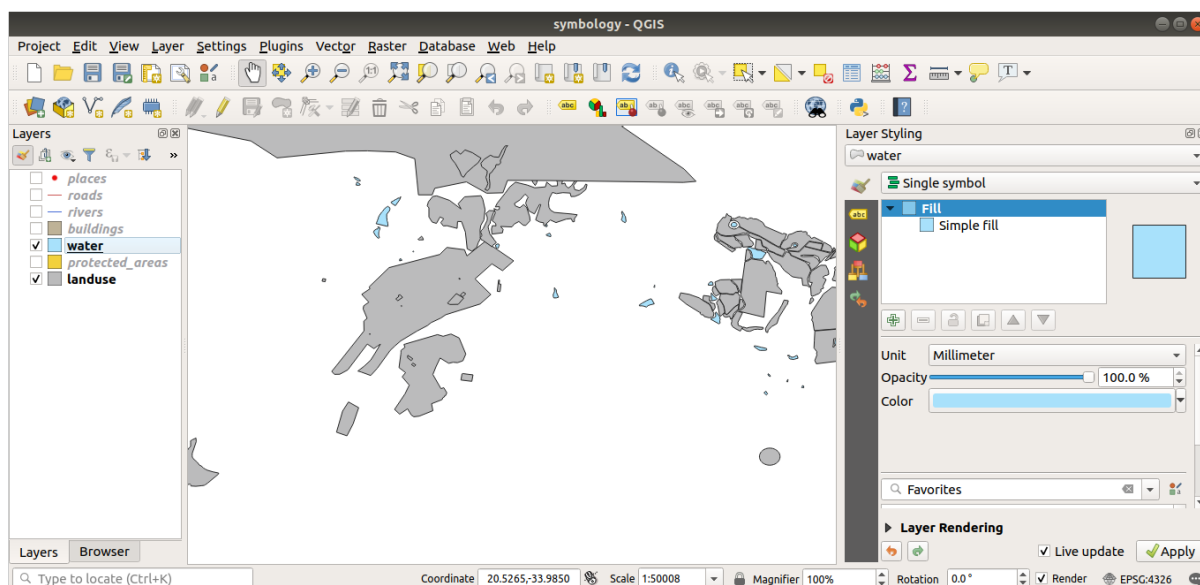 symbology - QGIS
Project Edit View Layer Settings Plugins Vector Raster Database Web Help
Layers
places
roads
rivers
buildings
water
protected_areas
landuse
Layers Browser
Layer Styling
water
Single symbol
Fill
Simple fill
Unit Millimeter
Opacity 100.0 %
Color
Favorites
Layer Rendering
Live update Apply
Type to locate (Ctrl+K) Coordinate 20.5265,-33.9850 Scale 1:50008 Magnifier 100% Rotation 0.0 ° Render EPSG:4326